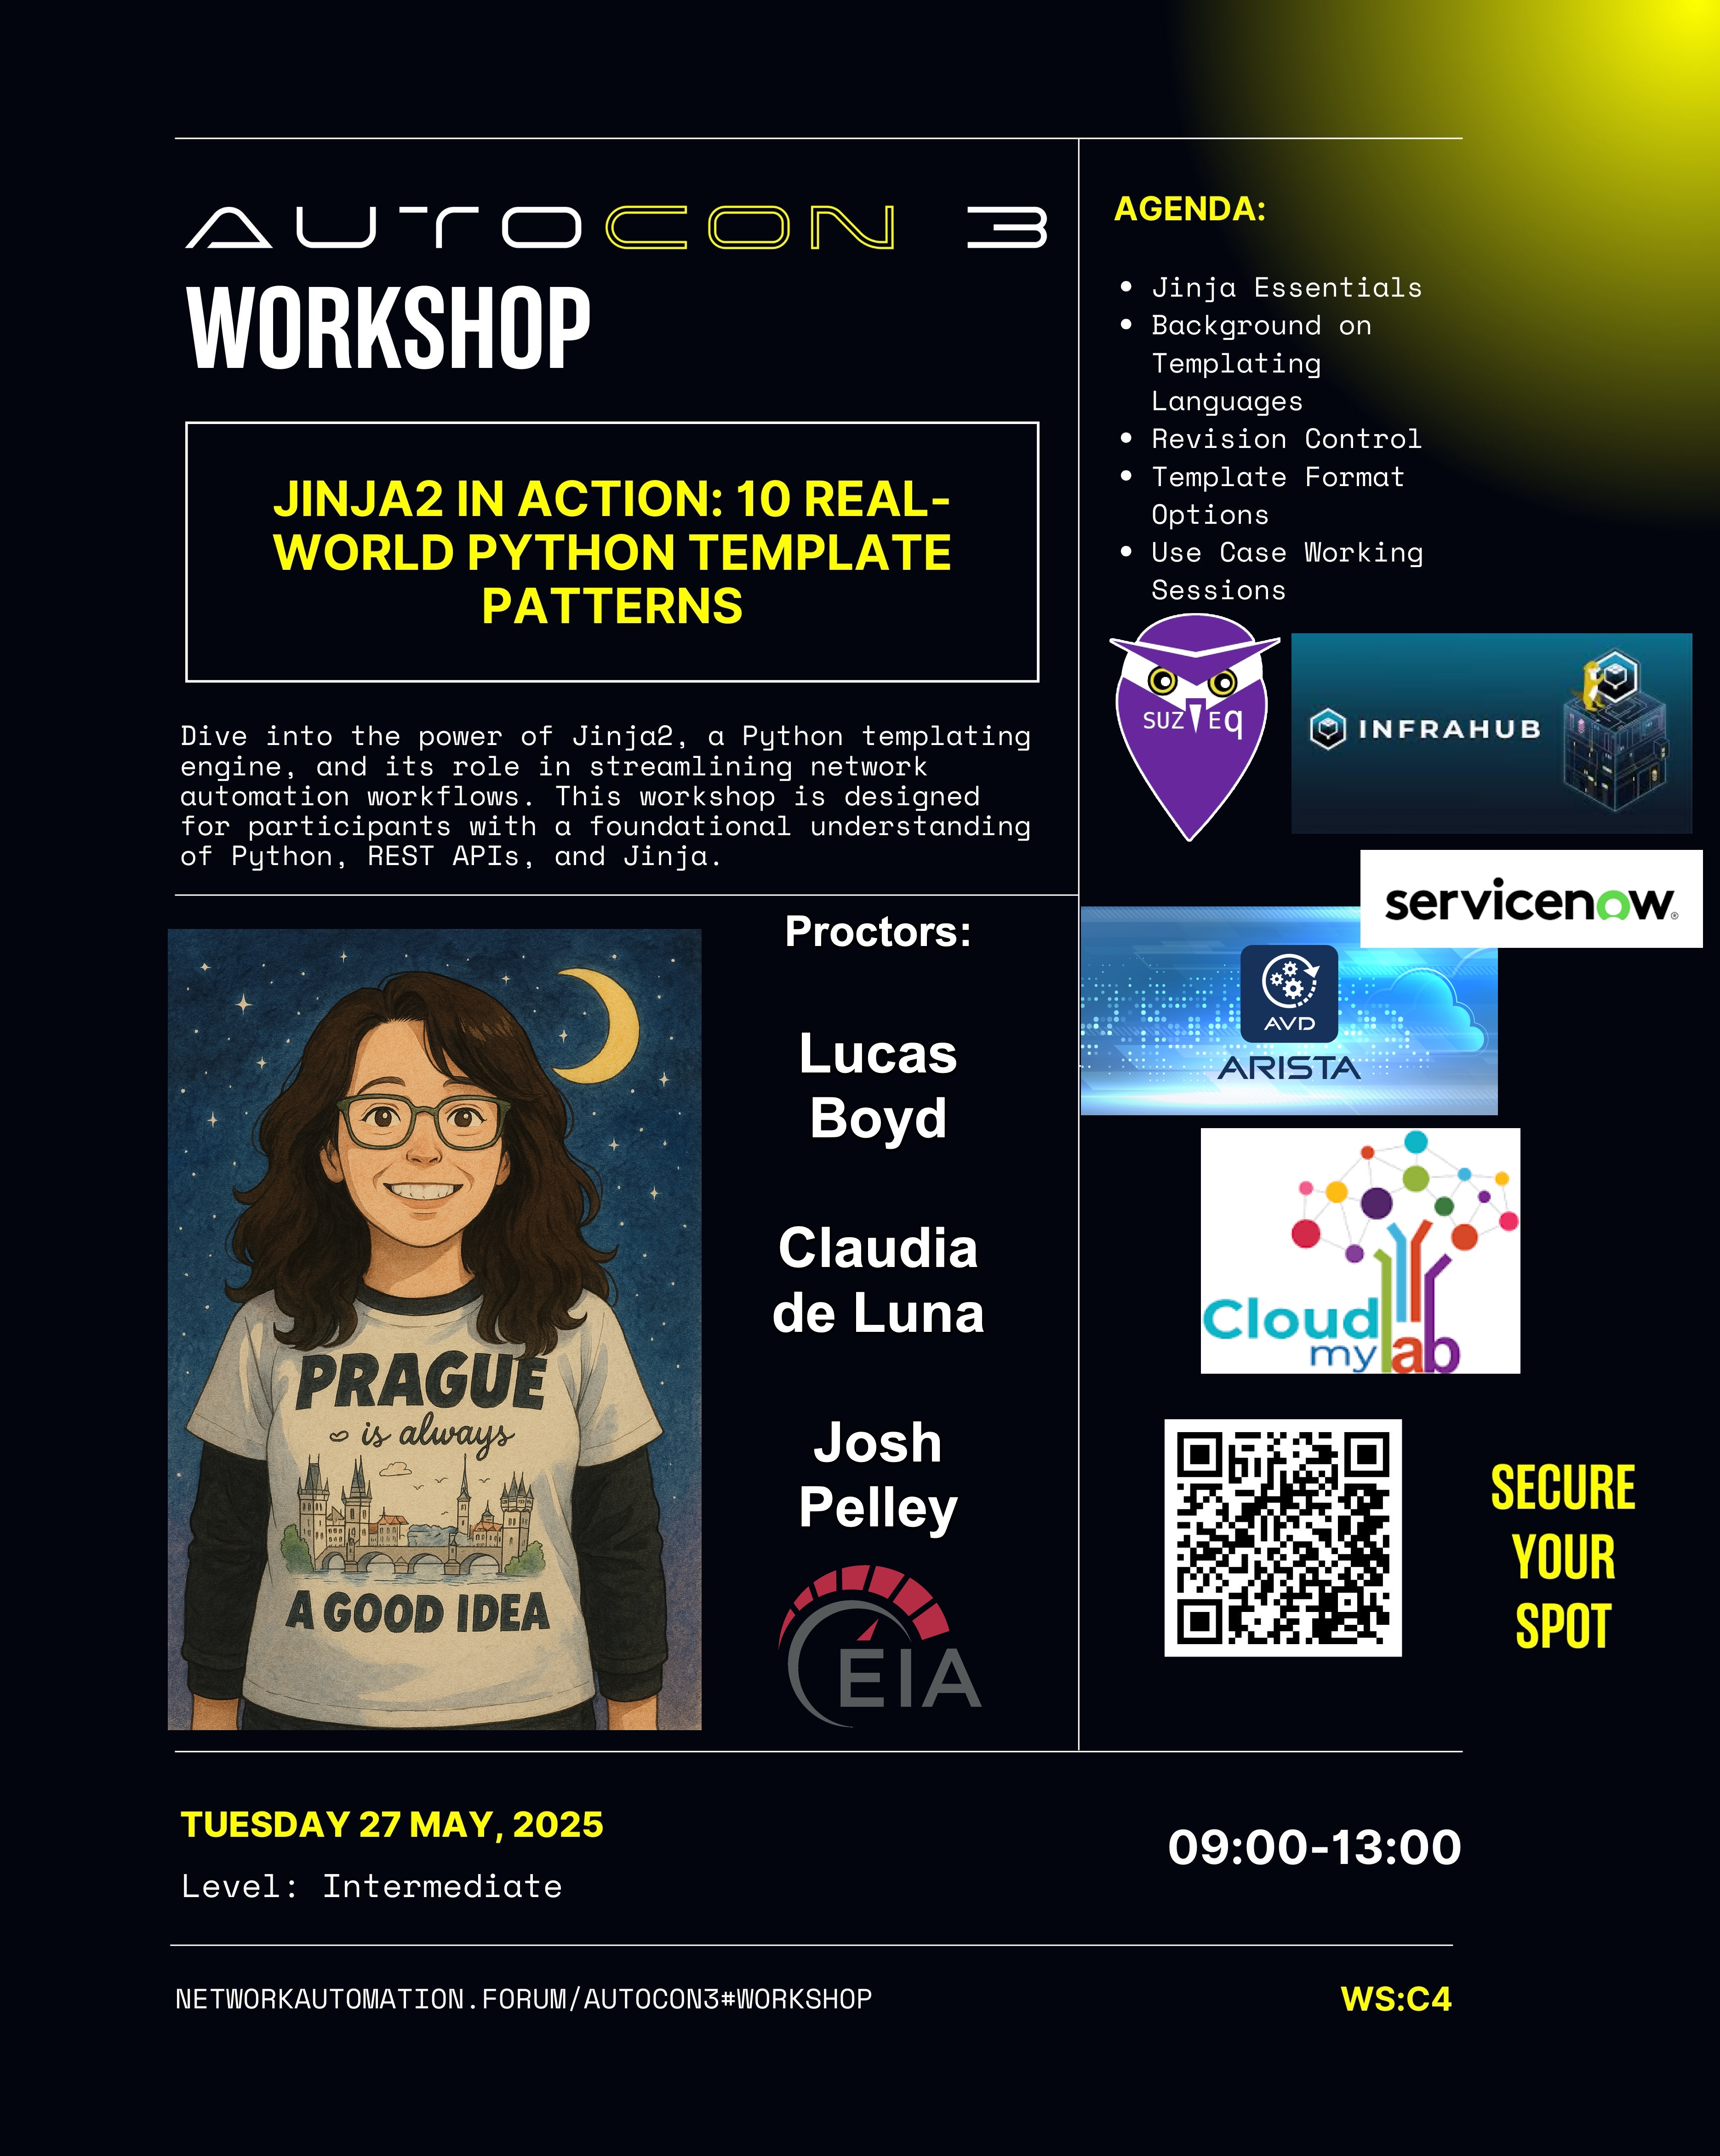 AUTOCON 3
WORKSHOP
JINJA2 IN ACTION: 10 REAL-
WORLD PYTHON TEMPLATE
PATTERNS
Dive into the power of Jinja2, a Python templating
engine, and its role in streamlining network
automation workflows. This workshop is designed
for participants with a foundational understanding
of Python, REST APIs, and Jinja.
AGENDA:
• Jinja Essentials
• Background on
Templating
Languages
• Revision Control
• Template Format
Options
• Use Case Working
Sessions
SUZIEq
INFRAHUB
servicenow®
AVD
ARISTA
Cloud
mylab
SECURE
YOUR
SPOT
Proctors:
Lucas
Boyd
Claudia
de Luna
Josh
Pelley
EIA
PRAGUE
is always
A GOOD IDEA
TUESDAY 27 MAY, 2025
Level: Intermediate
09:00-13:00
NETWORKAUTOMATION.FORUM/AUTOCON3#WORKSHOP
WS:C4